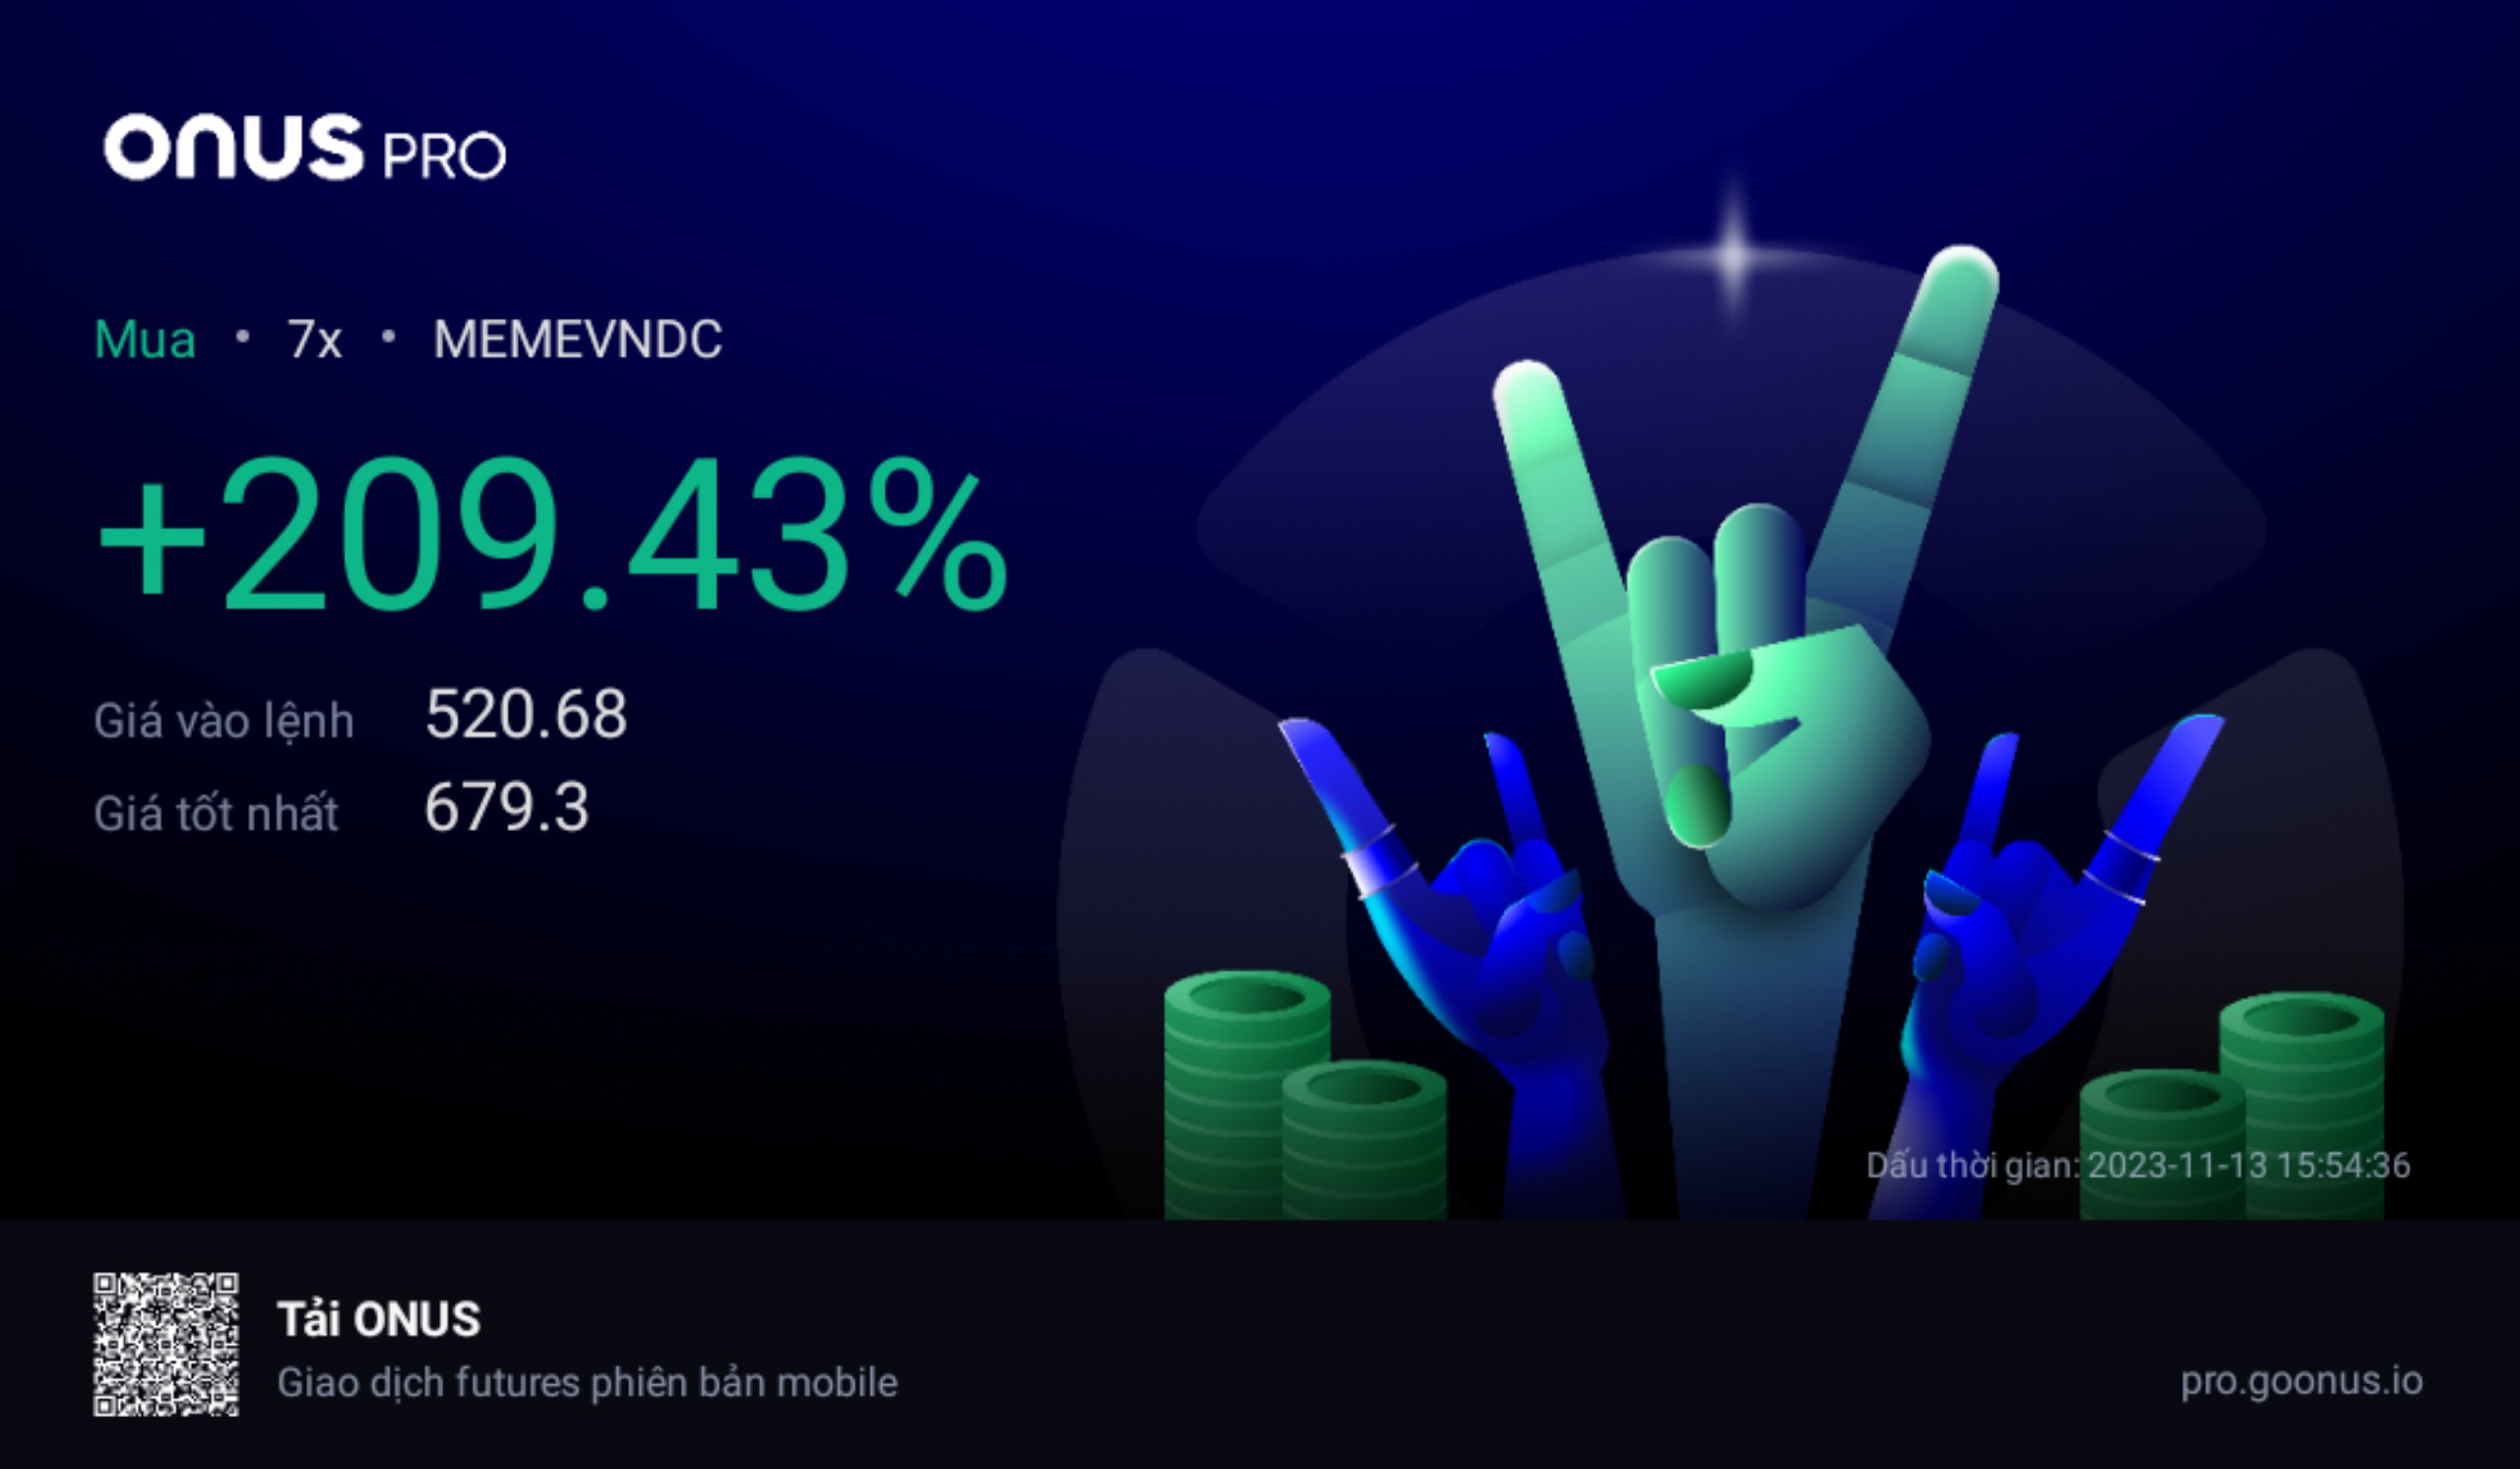 onus PRO
Mua • 7x • MEMEVNDC
+209.43%
Giá vào lệnh 520.68
Giá tốt nhất 679.3
Dấu thời gian: 2023-11-13 15:54:36
Tải ONUS
Giao dịch futures phiên bản mobile
pro.goonus.io